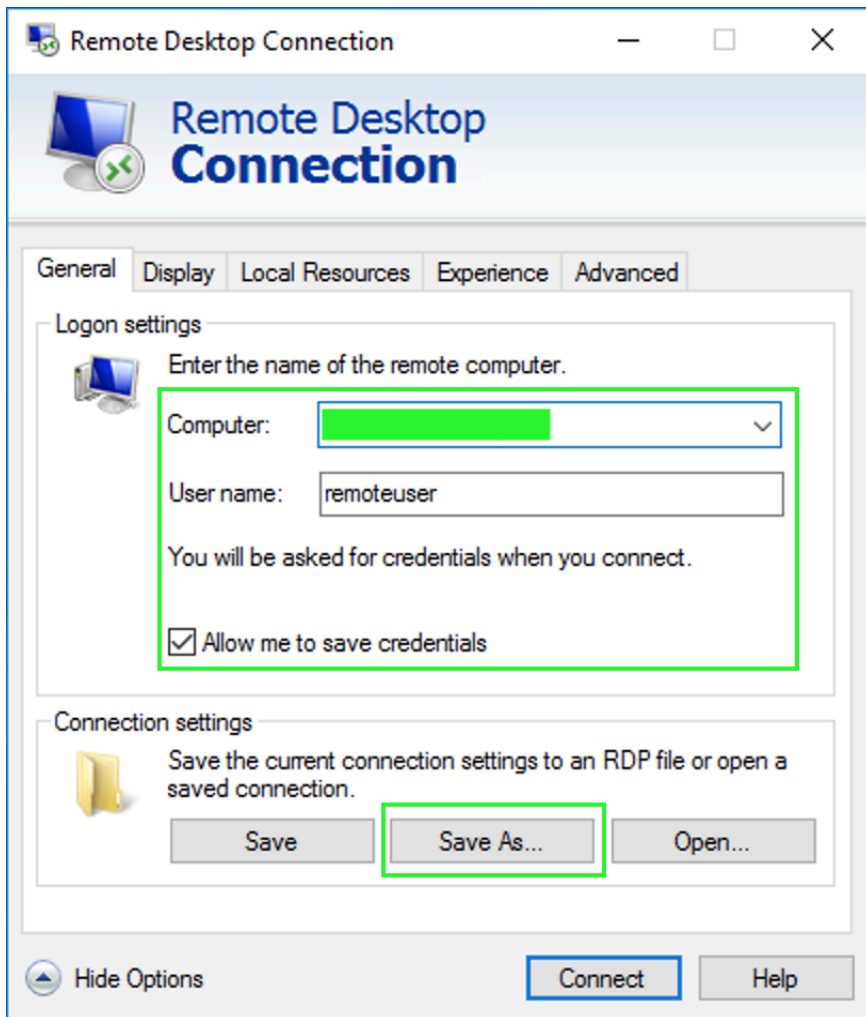 Remote Desktop Connection
Remote Desktop
Connection
General Display Local Resources Experience Advanced
Logon settings
Enter the name of the remote computer.
Computer:
User name: remoteuser
You will be asked for credentials when you connect.
Allow me to save credentials
Connection settings
Save the current connection settings to an RDP file or open a
saved connection.
Save Save As... Open...
Hide Options Connect Help